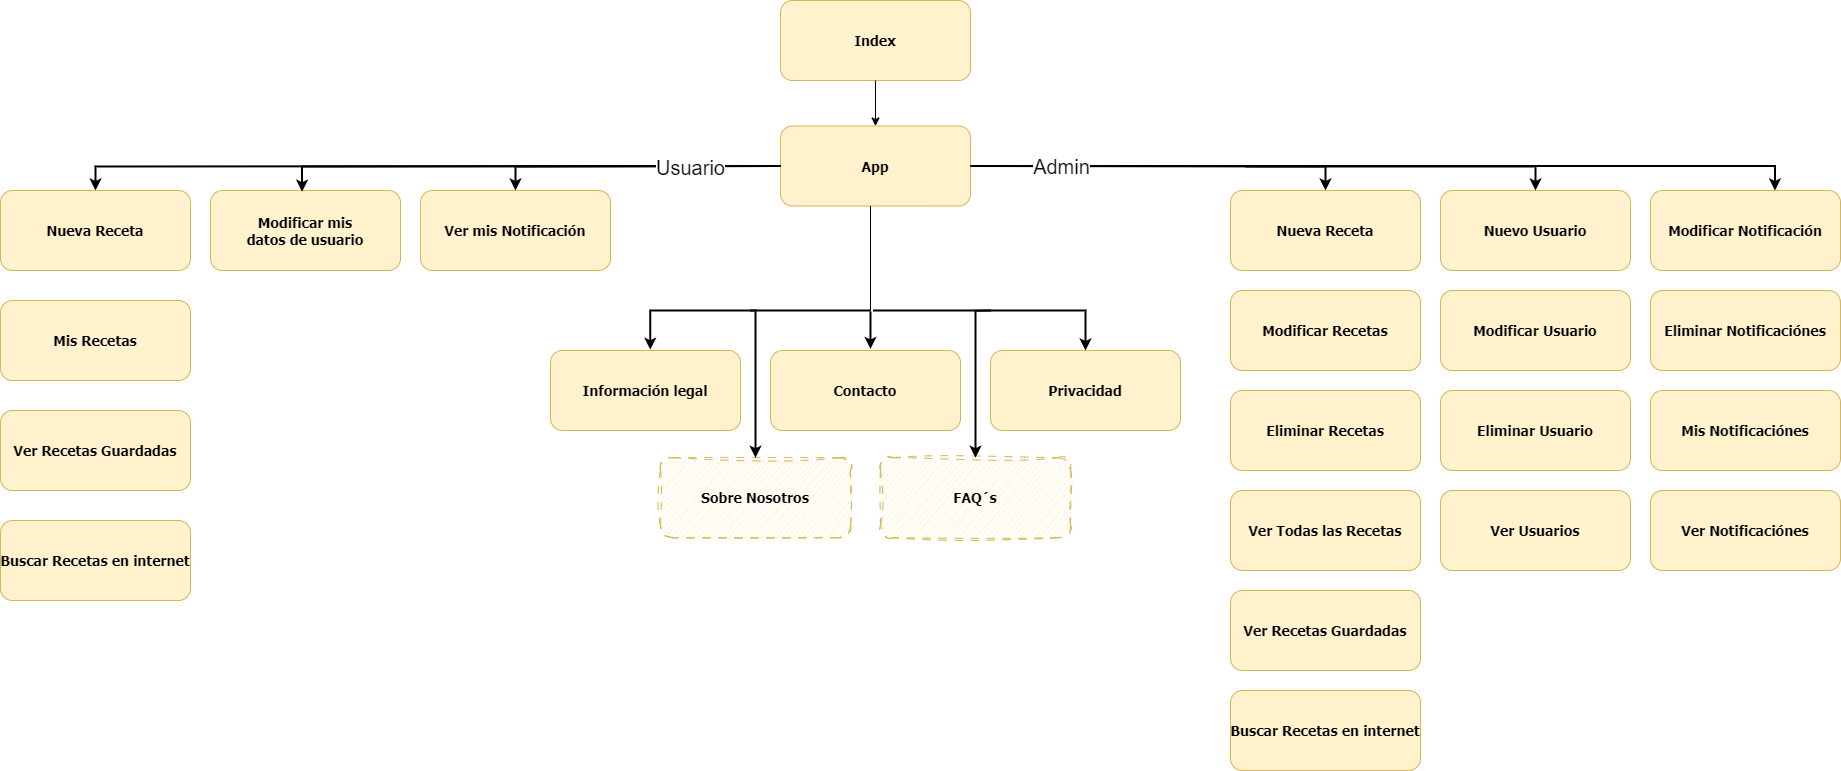 Index
App
Usuario
Admin
Nueva Receta
Modificar mis
datos de usuario
Ver mis Notificación
Mis Recetas
Ver Recetas Guardadas
Buscar Recetas en internet
Información legal
Contacto
Privacidad
Sobre Nosotros
FAQ´s
Nueva Receta
Nuevo Usuario
Modificar Notificación
Modificar Recetas
Modificar Usuario
Eliminar Notificaciónes
Eliminar Recetas
Eliminar Usuario
Mis Notificaciónes
Ver Todas las Recetas
Ver Usuarios
Ver Notificaciónes
Ver Recetas Guardadas
Buscar Recetas en internet